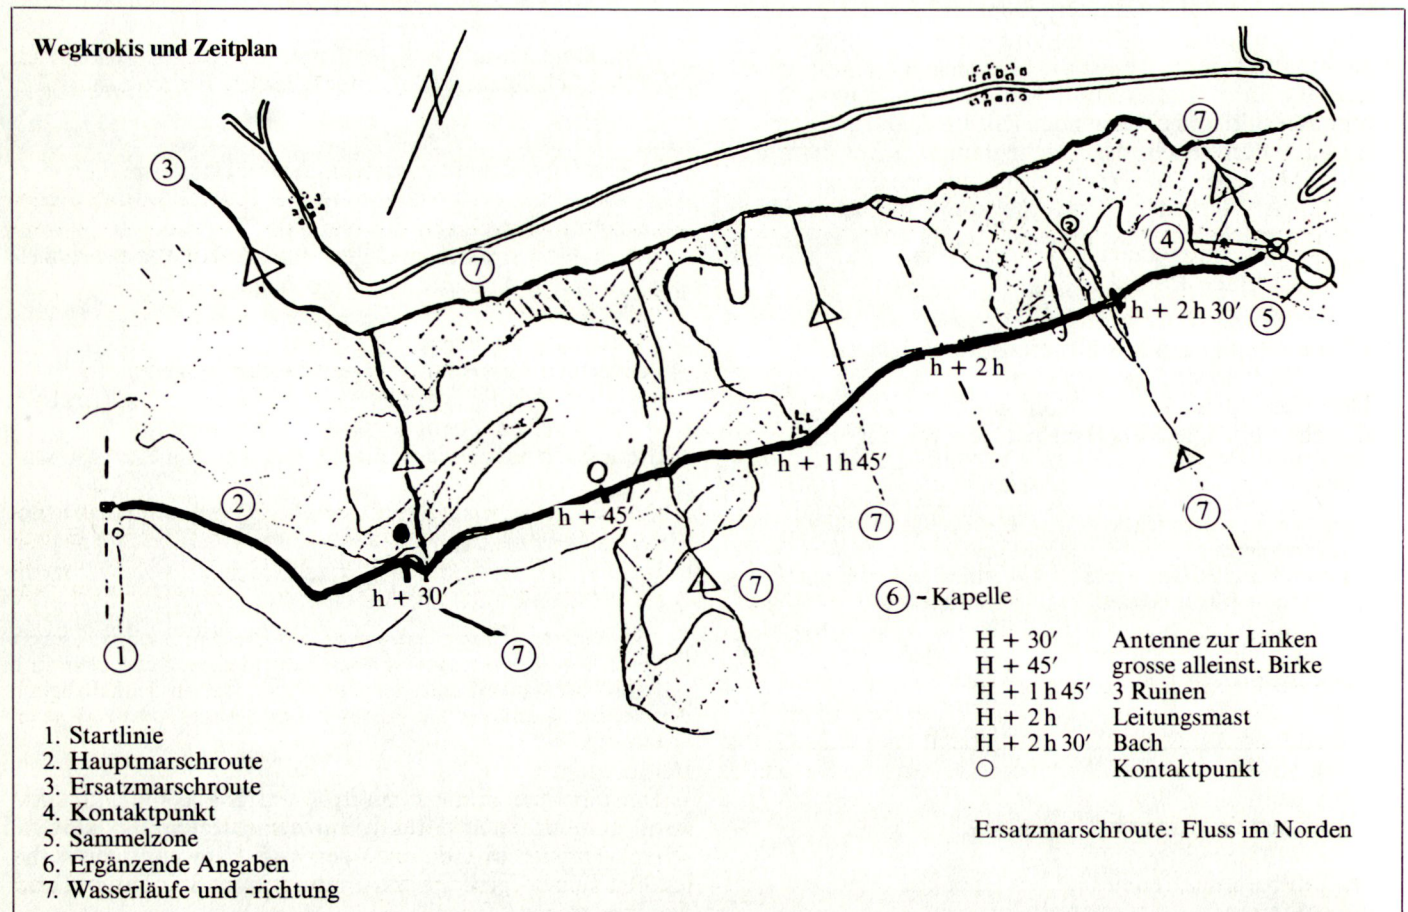 Wegkrokis und Zeitplan
N
7
3
7
4
h + 2 h 30′
5
h + 2 h
h + 1 h 45′
2
h + 45′
7
7
h + 30′
7
6 - Kapelle
1
7
H + 30′ Antenne zur Linken
H + 45′ grosse alleinst. Birke
H + 1 h 45′ 3 Ruinen
H + 2 h Leitungsmast
H + 2 h 30′ Bach
○ Kontaktpunkt
Ersatzmarschroute: Fluss im Norden
1. Startlinie
2. Hauptmarschroute
3. Ersatzmarschroute
4. Kontaktpunkt
5. Sammelzone
6. Ergänzende Angaben
7. Wasserläufe und -richtung